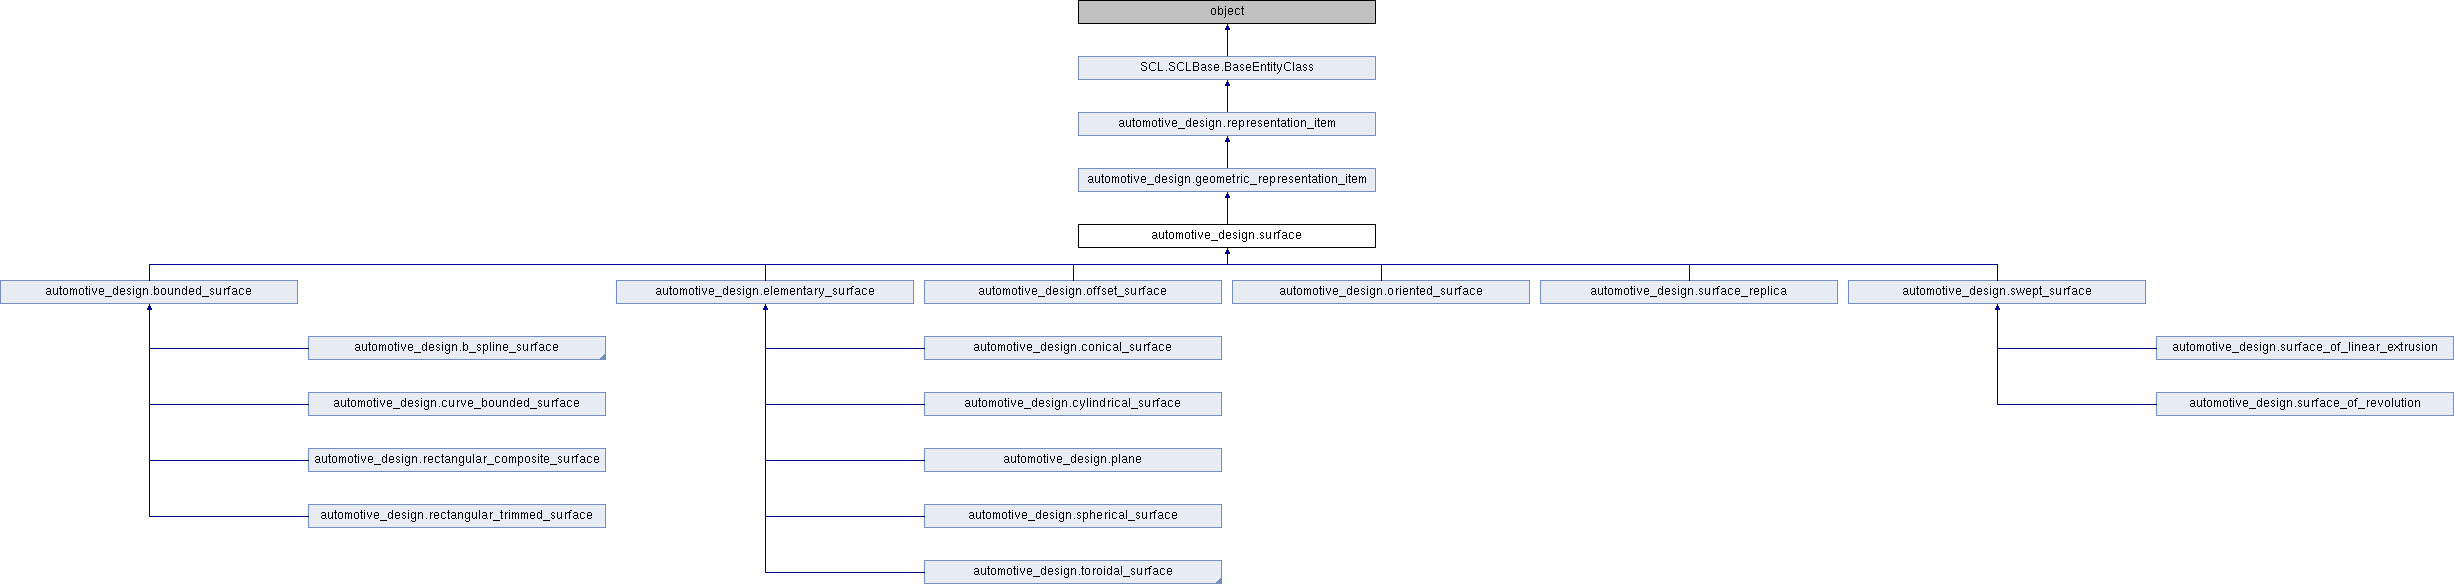 object
SCL.SCLBase.BaseEntityClass
automotive_design.representation_item
automotive_design.geometric_representation_item
automotive_design.surface
automotive_design.bounded_surface
automotive_design.elementary_surface
automotive_design.offset_surface
automotive_design.oriented_surface
automotive_design.surface_replica
automotive_design.swept_surface
automotive_design.b_spline_surface
automotive_design.conical_surface
automotive_design.surface_of_linear_extrusion
automotive_design.curve_bounded_surface
automotive_design.cylindrical_surface
automotive_design.surface_of_revolution
automotive_design.rectangular_composite_surface
automotive_design.plane
automotive_design.rectangular_trimmed_surface
automotive_design.spherical_surface
automotive_design.toroidal_surface